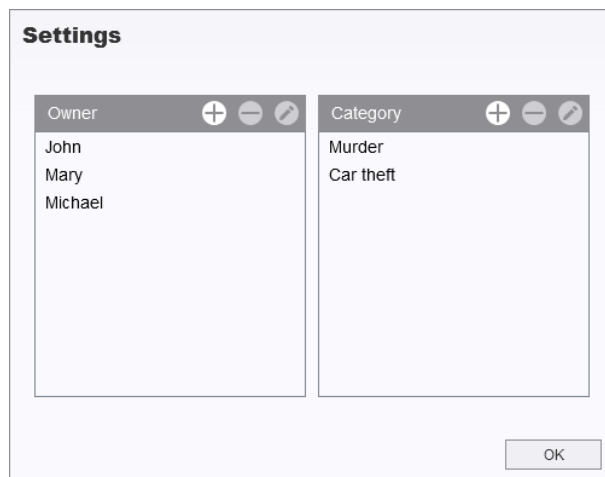 Settings
Owner
John
Mary
Michael
Category
Murder
Car theft
OK